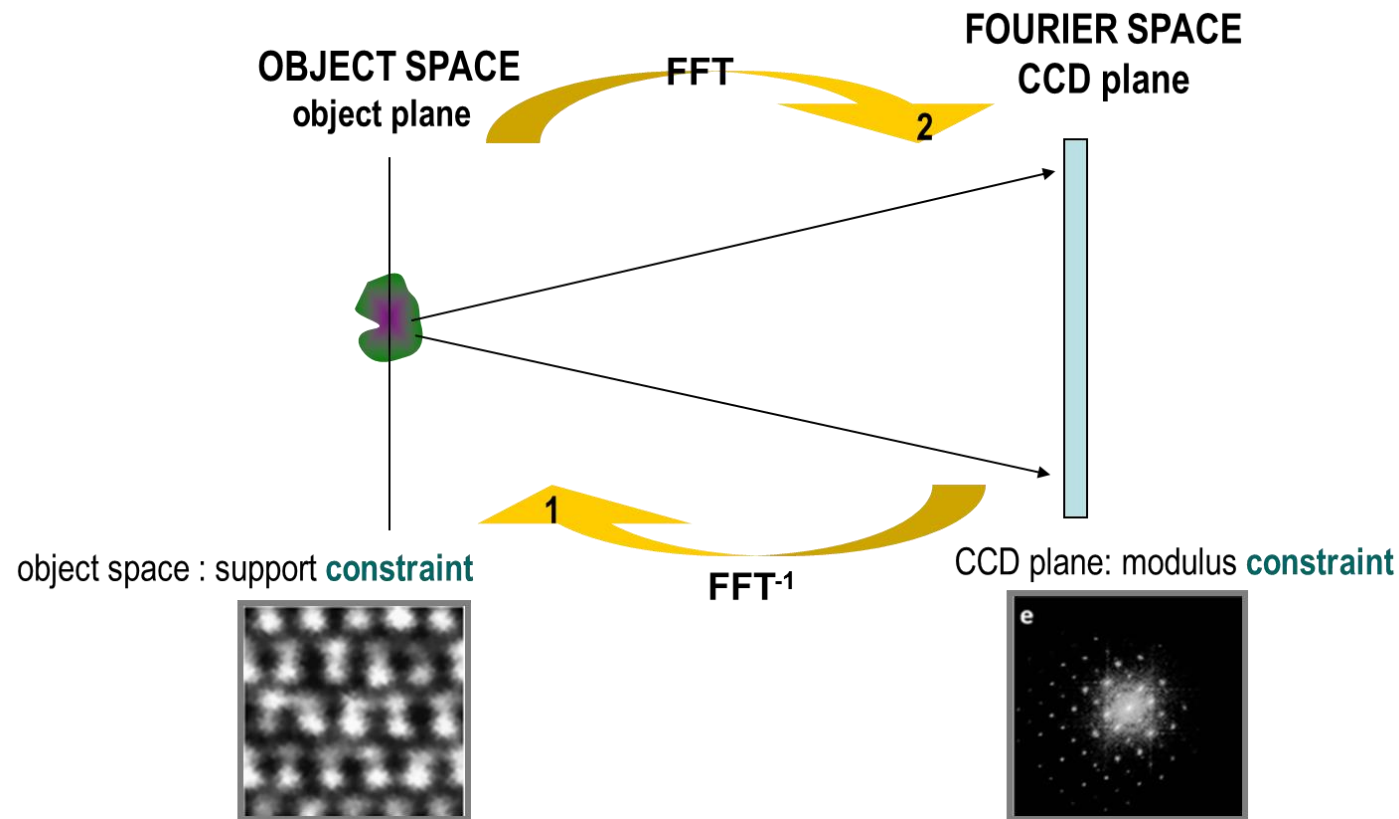 OBJECT SPACE
object plane
FFT
FOURIER SPACE
CCD plane
2
1
FFT-1
object space : support constraint
CCD plane: modulus constraint
e